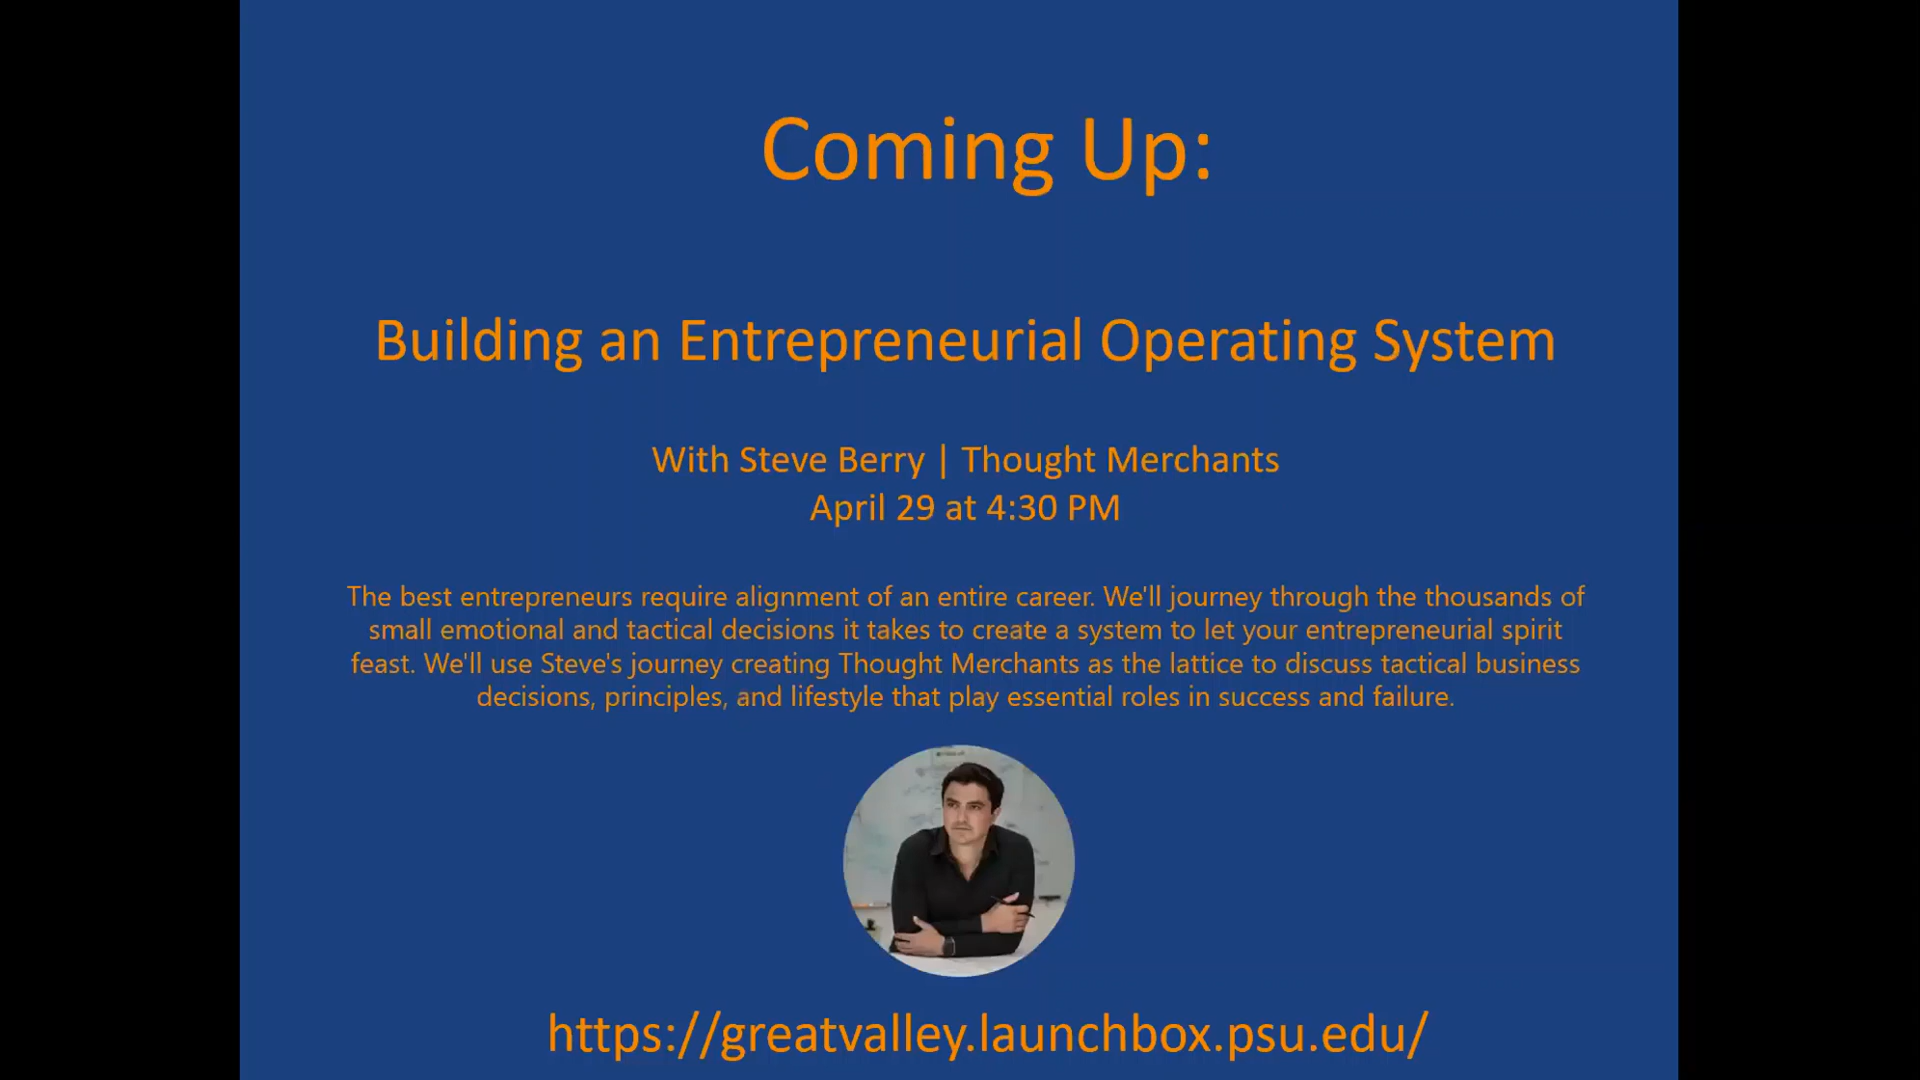 Coming Up:
Building an Entrepreneurial Operating System
With Steve Berry | Thought Merchants
April 29 at 4:30 PM
The best entrepreneurs require alignment of an entire career. We'll journey through the thousands of
small emotional and tactical decisions it takes to create a system to let your entrepreneurial spirit
feast. We'll use Steve's journey creating Thought Merchants as the lattice to discuss tactical business
decisions, principles, and lifestyle that play essential roles in success and failure.
https://greatvalley.launchbox.psu.edu/